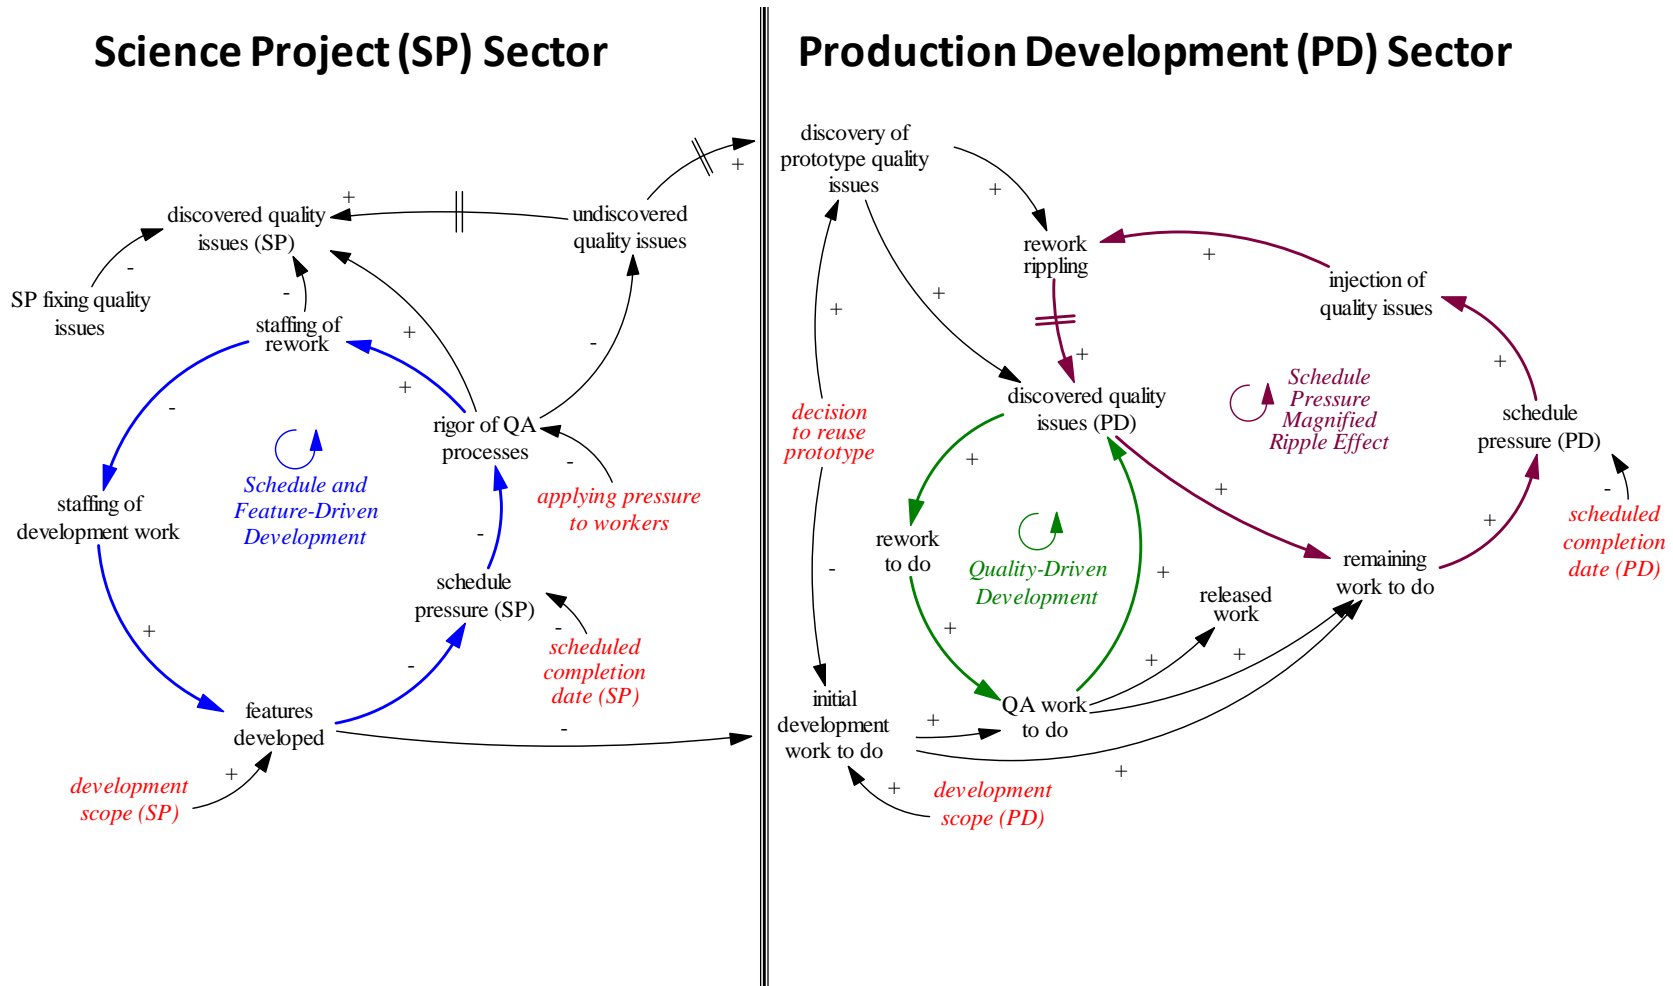 Science Project (SP) Sector
+
discovered quality
issues (SP)
undiscovered
quality issues
+
-
SP fixing quality
issues
-
staffing of
rework
+
-
+
-
rigor of QA
processes
-
applying pressure
to workers
Schedule and
Feature-Driven
Development
staffing of
development work
-
schedule
pressure (SP)
-
scheduled
completion
date (SP)
+
-
features
developed
-
+
development
scope (SP)
Production Development (PD) Sector
discovery of
prototype quality
issues
+
rework
rippling
+
injection of
quality issues
+
+
+
+
Schedule
Pressure
Magnified
Ripple Effect
discovered quality
issues (PD)
decision
to reuse
prototype
schedule
pressure (PD)
+
+
-
scheduled
completion
date (PD)
+
rework
to do
Quality-Driven
Development
+
-
remaining
work to do
released
work
+
+
+
initial
development
work to do
+
QA work
to do
+
+
development
scope (PD)